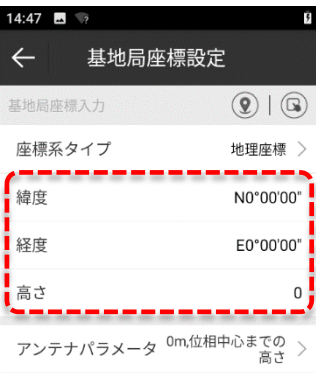 14:47
基地局座標設定
基地局座標入力
座標系タイプ 地理座標
緯度 N0°00'00"
経度 E0°00'00"
高さ 0
アンテナパラメータ 0m,位相中心までの
高さ